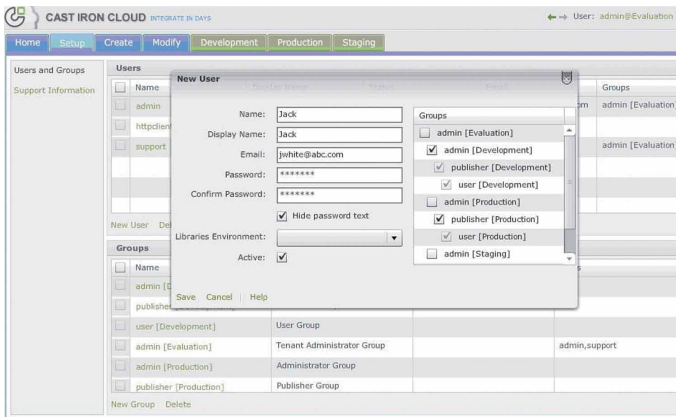 CAST IRON CLOUD INTEGRATE IN DAYS
User: admin@Evaluation
Home Setup Create Modify Development Production Staging
Users and Groups
Support Information
Users
Name Groups
admin admin [Evaluation]
httpclient
support admin [Evaluation]
New User
New User
Name: Jack
Display Name: Jack
Email: jwhite@abc.com
Password: *******
Confirm Password: *******
Hide password text
Libraries Environment:
Active:
Save Cancel | Help
Groups
admin [Evaluation]
admin [Development]
publisher [Development]
user [Development]
admin [Production]
publisher [Production]
user [Production]
admin [Staging]
Groups
Name
admin [D
publisher
user [Development] User Group
admin [Evaluation] Tenant Administrator Group admin,support
admin [Production] Administrator Group
publisher [Production] Publisher Group
New Group Delete